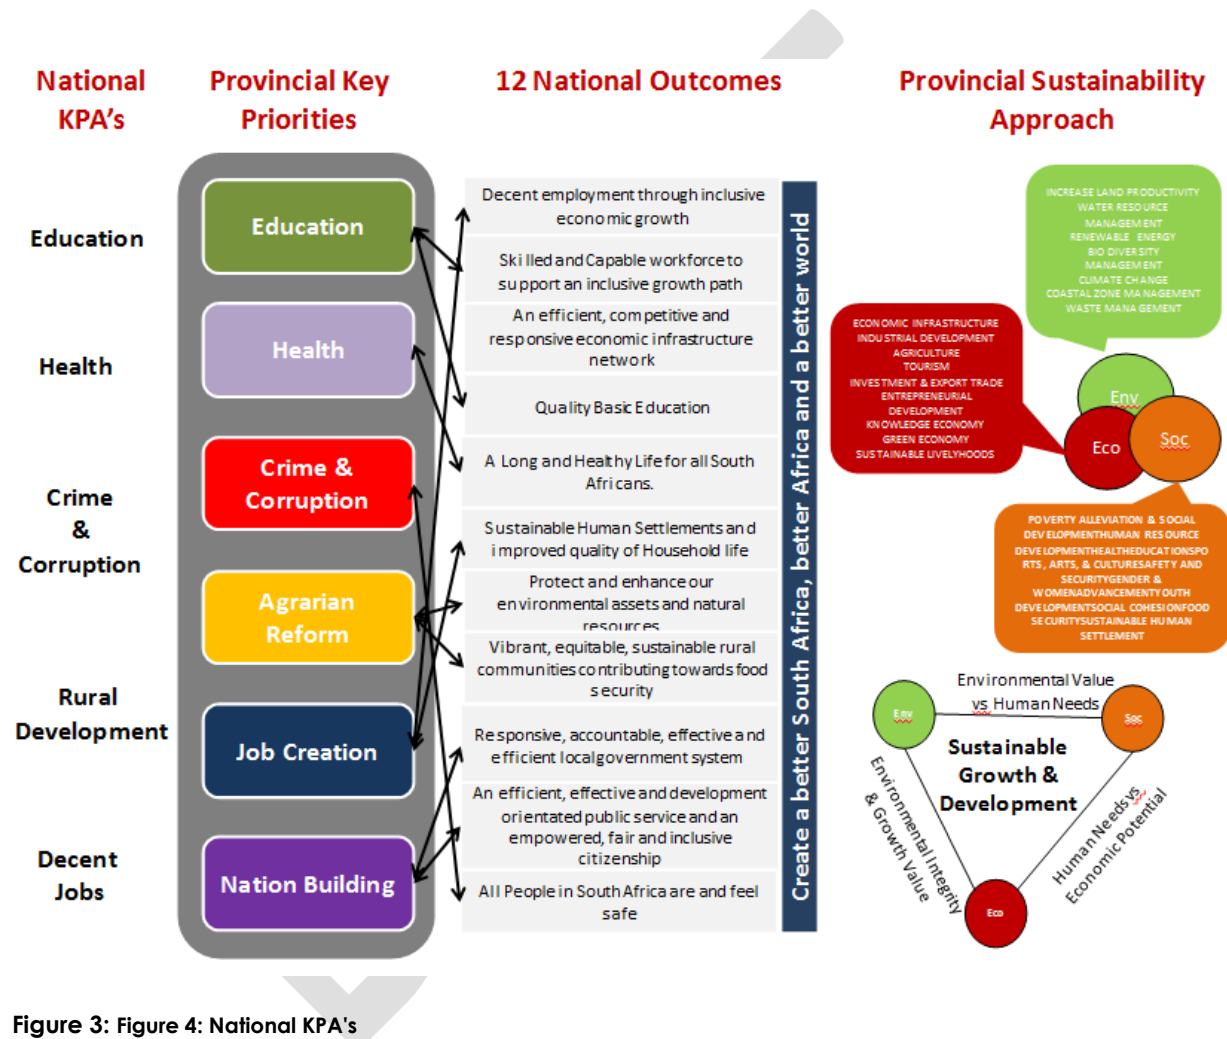 National
KPA's
Provincial Key
Priorities
12 National Outcomes
Provincial Sustainability
Approach
Education
Health
Crime
&
Corruption
Rural
Development
Decent
Jobs
Education
Health
Crime &
Corruption
Agrarian
Reform
Job Creation
Nation Building
Decent employment through inclusive
economic growth
Skilled and Capable workforce to
support an inclusive growth path
An efficient, competitive and
responsive economic infrastructure
network
Quality Basic Education
A Long and Healthy Life for all South
Africans.
Sustainable Human Settlements and
improved quality of Household life
Protect and enhance our
environmental assets and natural
resources
Vibrant, equitable, sustainable rural
communities contributing towards food
security
Responsive, accountable, effective and
efficient local government system
An efficient, effective and development
orientated public service and an
empowered, fair and inclusive
citizenship
All People in South Africa are and feel
safe
Create a better South Africa, better Africa and a better world
INCREASE LAND PRODUCTIVITY
WATER RESOURCE
MANAGEMENT
RENEWABLE ENERGY
BIO DIVERSITY
MANAGEMENT
CLIMATE CHANGE
COASTAL ZONE MANAGEMENT
WASTE MANAGEMENT
ECONOMIC INFRASTRUCTURE
INDUSTRIAL DEVELOPMENT
AGRICULTURE
TOURISM
INVESTMENT & EXPORT TRADE
ENTREPRENEURIAL
DEVELOPMENT
KNOWLEDGE ECONOMY
GREEN ECONOMY
SUSTAINABLE LIVELYHOODS
Env
Eco
Soc
POVERTY ALLEVIATION & SOCIAL
DEVELOPMENTHUMAN RESOURCE
DEVELOPMENTHEALTHEDUCATIONSPO
RTS, ARTS, & CULTURESAFETY AND
SECURITYGENDER &
WOMENADVANCEMENTYOUTH
DEVELOPMENTSOCIAL COHESIONFOOD
SECURITYSUSTAINABLE HUMAN
SETTLEMENT
Environmental Value
vs Human Needs
Env
Soc
Sustainable
Growth &
Development
Environmental Integrity
& Growth Value
Human Needs vs
Economic Potential
Eco
Figure 3: Figure 4: National KPA's